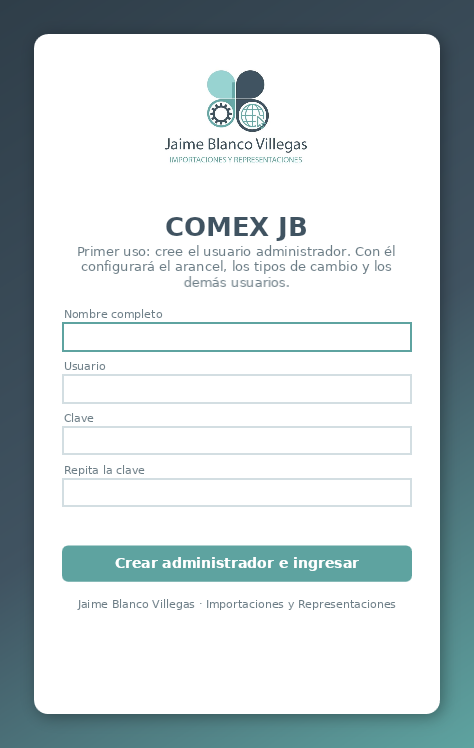 Jaime Blanco Villegas
IMPORTACIONES Y REPRESENTACIONES
COMEX JB
Primer uso: cree el usuario administrador. Con él
configurará el arancel, los tipos de cambio y los
demás usuarios.
Nombre completo
Usuario
Clave
Repita la clave
Crear administrador e ingresar
Jaime Blanco Villegas · Importaciones y Representaciones